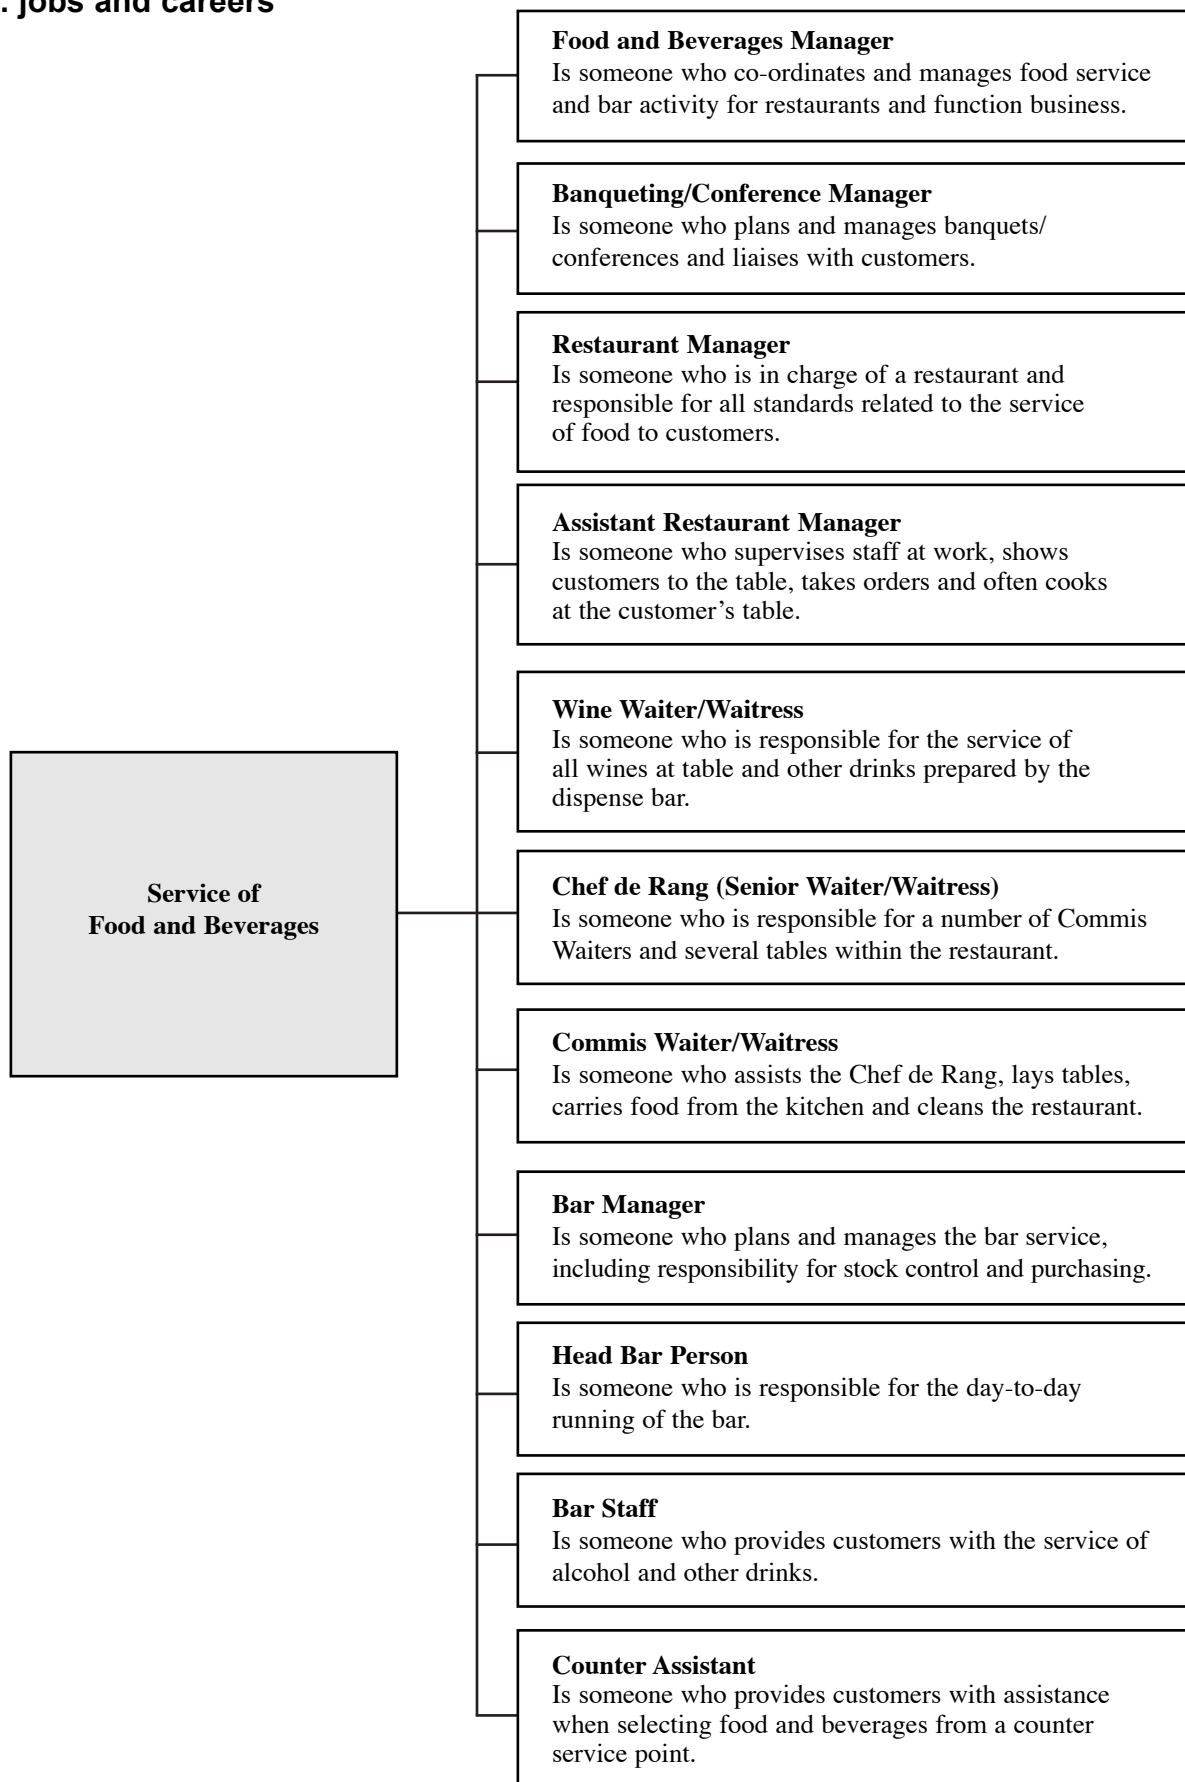 . jobs and careers
Food and Beverages Manager
Is someone who co-ordinates and manages food service
and bar activity for restaurants and function business.
Banqueting/Conference Manager
Is someone who plans and manages banquets/
conferences and liaises with customers.
Restaurant Manager
Is someone who is in charge of a restaurant and
responsible for all standards related to the service
of food to customers.
Assistant Restaurant Manager
Is someone who supervises staff at work, shows
customers to the table, takes orders and often cooks
at the customer’s table.
Wine Waiter/Waitress
Is someone who is responsible for the service of
all wines at table and other drinks prepared by the
dispense bar.
Service of
Food and Beverages
Chef de Rang (Senior Waiter/Waitress)
Is someone who is responsible for a number of Commis
Waiters and several tables within the restaurant.
Commis Waiter/Waitress
Is someone who assists the Chef de Rang, lays tables,
carries food from the kitchen and cleans the restaurant.
Bar Manager
Is someone who plans and manages the bar service,
including responsibility for stock control and purchasing.
Head Bar Person
Is someone who is responsible for the day-to-day
running of the bar.
Bar Staff
Is someone who provides customers with the service of
alcohol and other drinks.
Counter Assistant
Is someone who provides customers with assistance
when selecting food and beverages from a counter
service point.